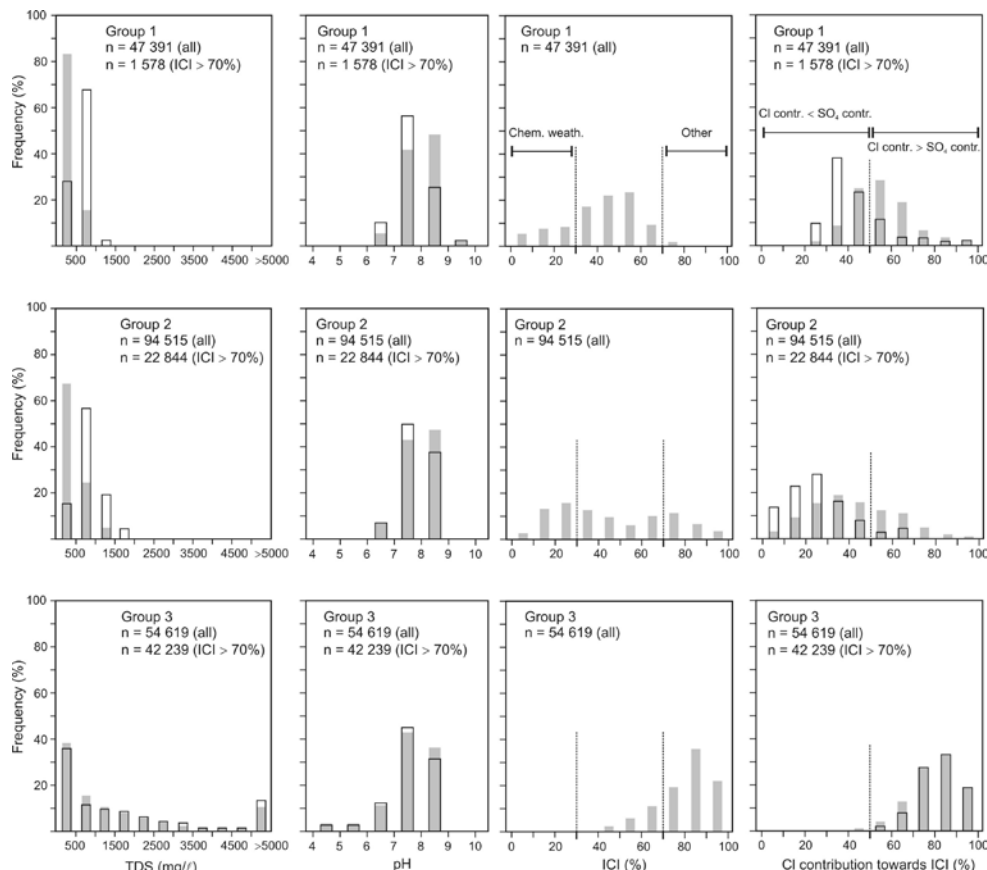 Group 1
n = 47 391 (all)
n = 1 578 (ICI > 70%)
Group 1
n = 47 391 (all)
n = 1 578 (ICI > 70%)
Group 1
n = 47 391 (all)
Group 1
n = 47 391 (all)
n = 1 578 (ICI > 70%)
Chem. weath.
Other
Cl contr. < SO₄ contr.
Cl contr. > SO₄ contr.
Frequency (%)
100
80
60
40
20
500 1500 2500 3500 4500 >5000
4 5 6 7 8 9 10
0 20 40 60 80 100
0 20 40 60 80 100
Group 2
n = 94 515 (all)
n = 22 844 (ICI > 70%)
Group 2
n = 94 515 (all)
n = 22 844 (ICI > 70%)
Group 2
n = 94 515 (all)
Group 2
n = 94 515 (all)
n = 22 844 (ICI > 70%)
Frequency (%)
100
80
60
40
20
500 1500 2500 3500 4500 >5000
4 5 6 7 8 9 10
0 20 40 60 80 100
0 20 40 60 80 100
Group 3
n = 54 619 (all)
n = 42 239 (ICI > 70%)
Group 3
n = 54 619 (all)
n = 42 239 (ICI > 70%)
Group 3
n = 54 619 (all)
Group 3
n = 54 619 (all)
n = 42 239 (ICI > 70%)
Frequency (%)
100
80
60
40
20
500 1500 2500 3500 4500 >5000
4 5 6 7 8 9 10
0 20 40 60 80 100
0 20 40 60 80 100
TDS (mg/ℓ)
pH
ICI (%)
Cl contribution towards ICI (%)